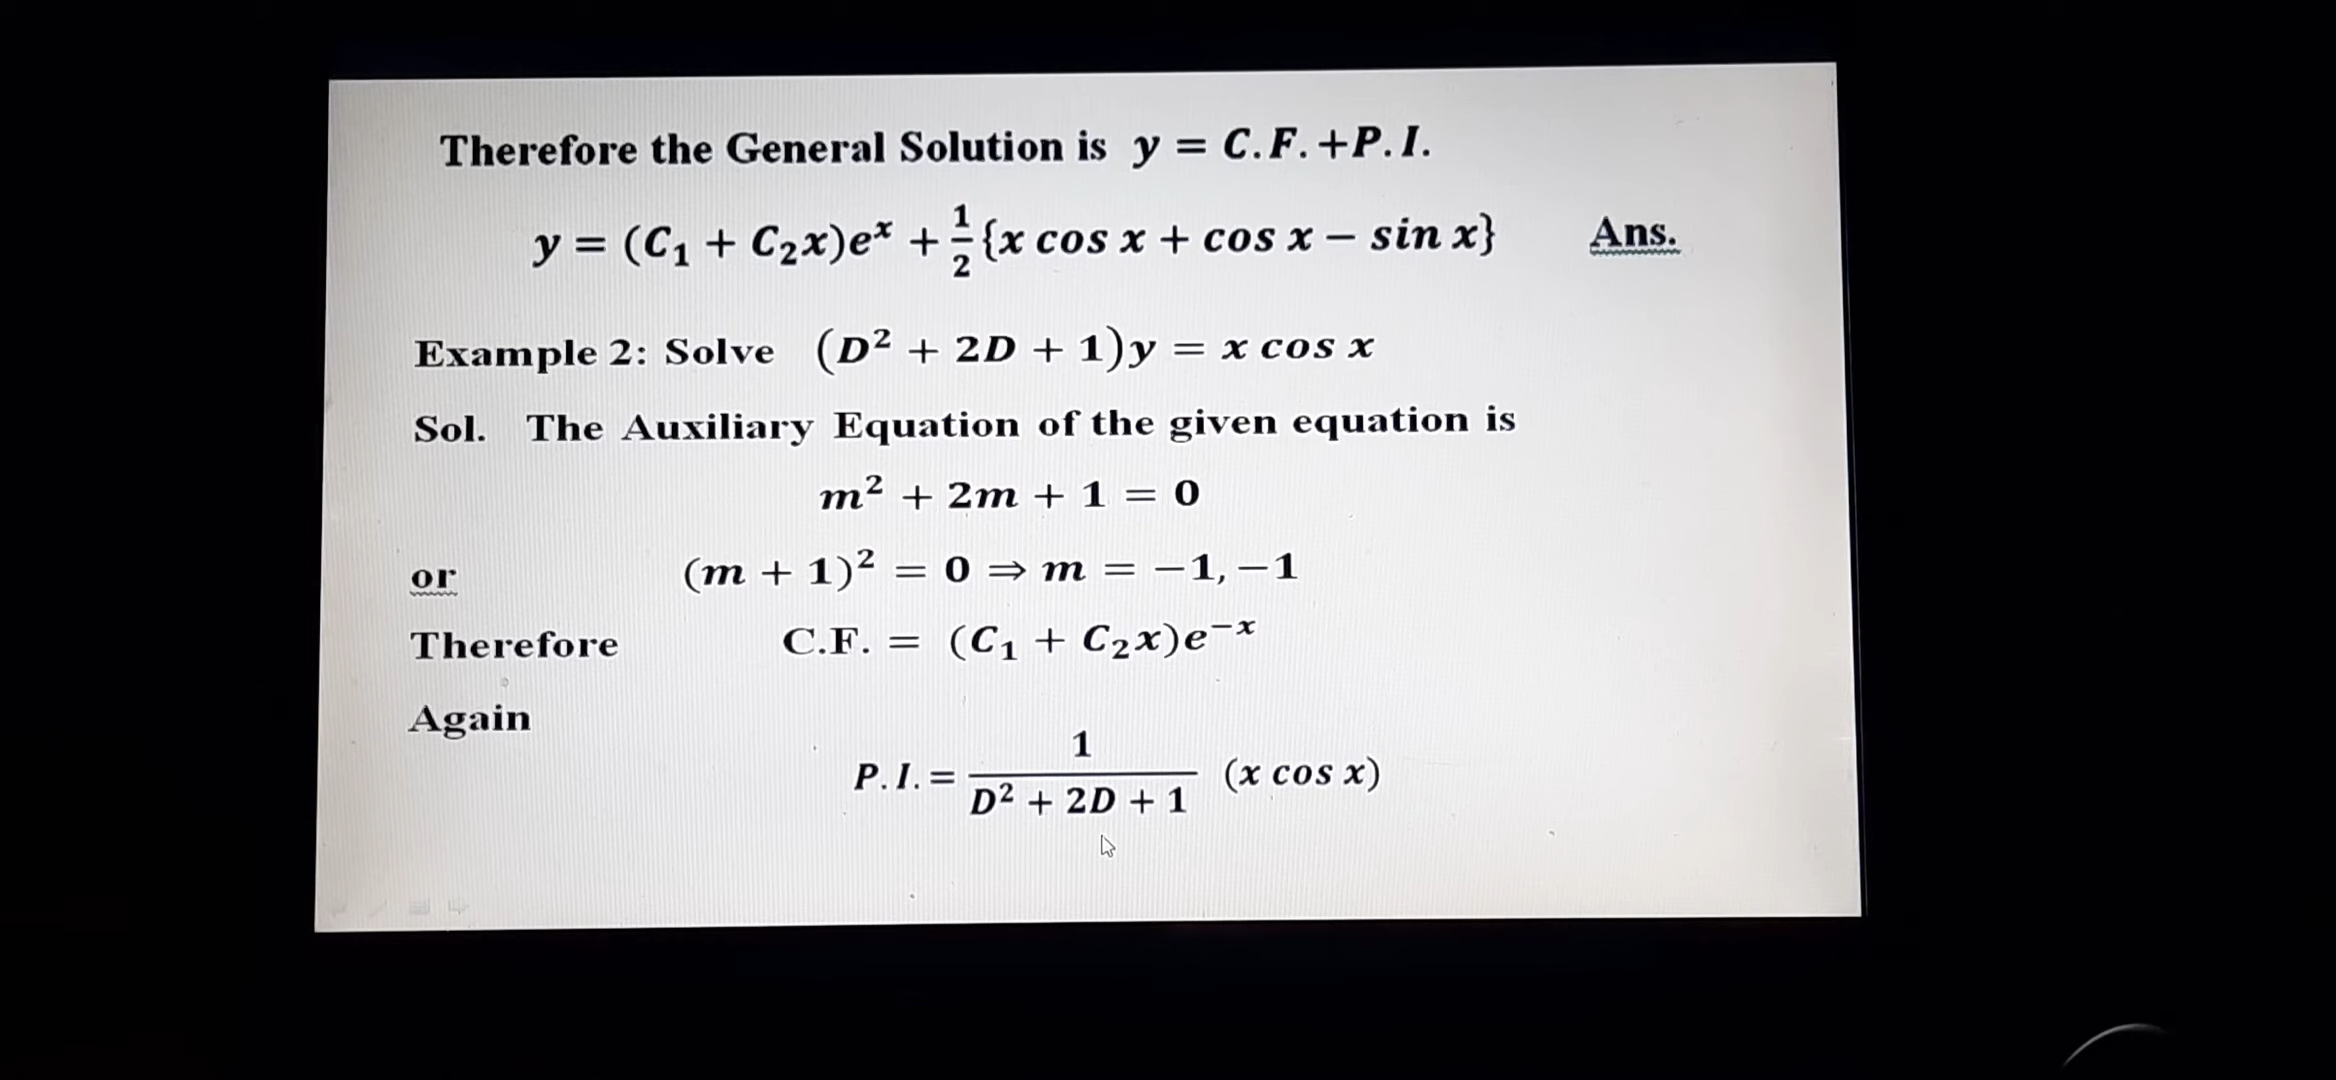 Therefore the General Solution is y = C.F.+P.I.
y = (C₁ + C₂x)eˣ + ½{x cos x + cos x − sin x} Ans.
Example 2: Solve (D² + 2D + 1)y = x cos x
Sol. The Auxiliary Equation of the given equation is
m² + 2m + 1 = 0
or (m + 1)² = 0 ⇒ m = −1, −1
Therefore C.F. = (C₁ + C₂x)e⁻ˣ
Again
P.I. = 1/(D² + 2D + 1) (x cos x)